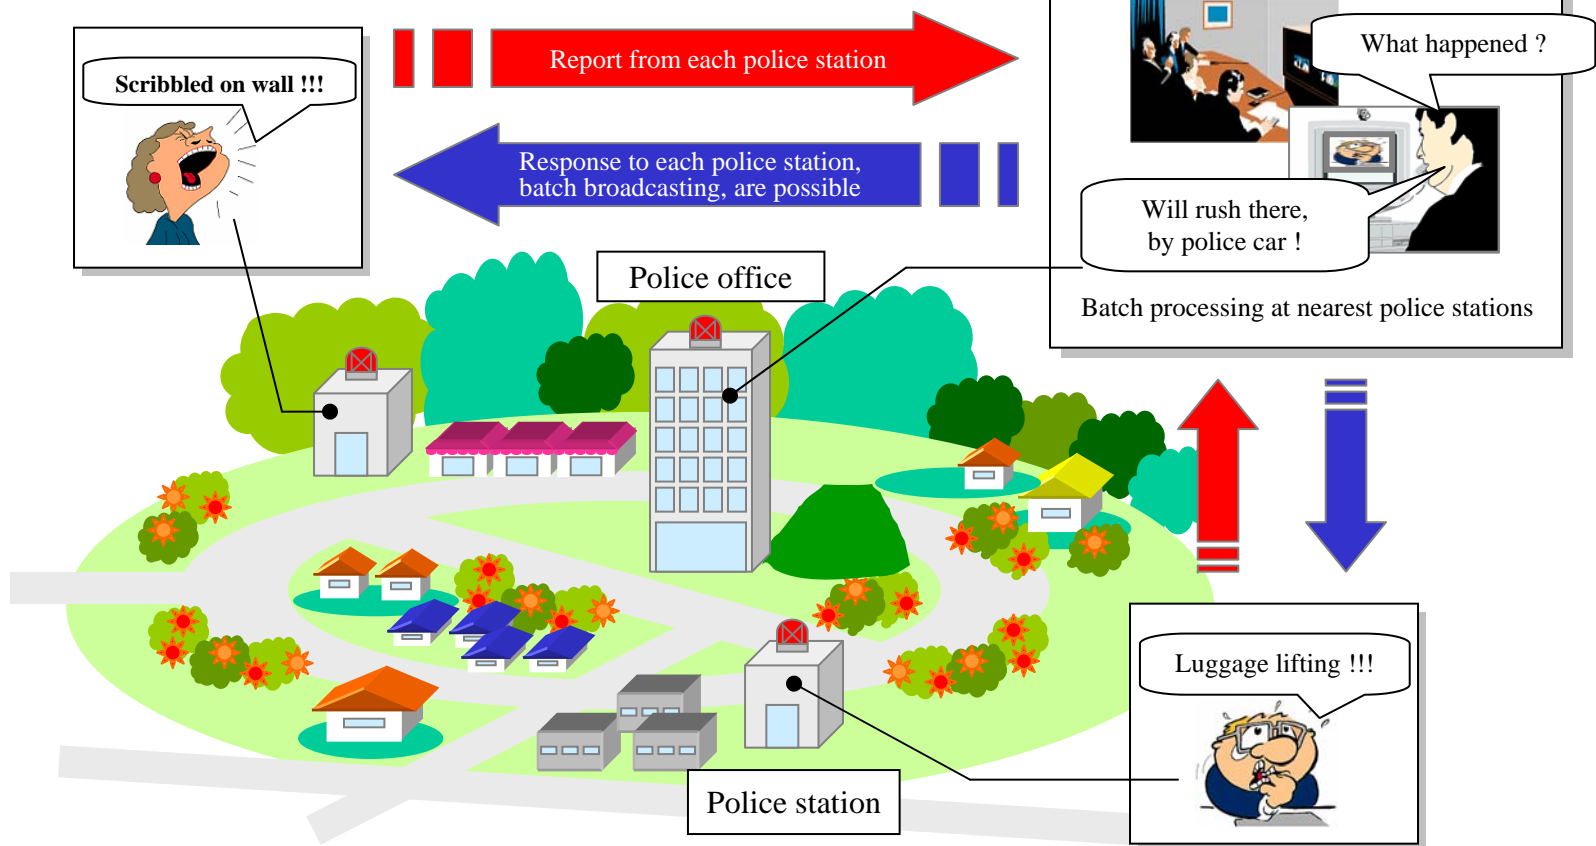 Scribbled on wall !!!
Report from each police station
What happened ?
Response to each police station,
batch broadcasting, are possible
Will rush there,
by police car !
Police office
Batch processing at nearest police stations
Luggage lifting !!!
Police station